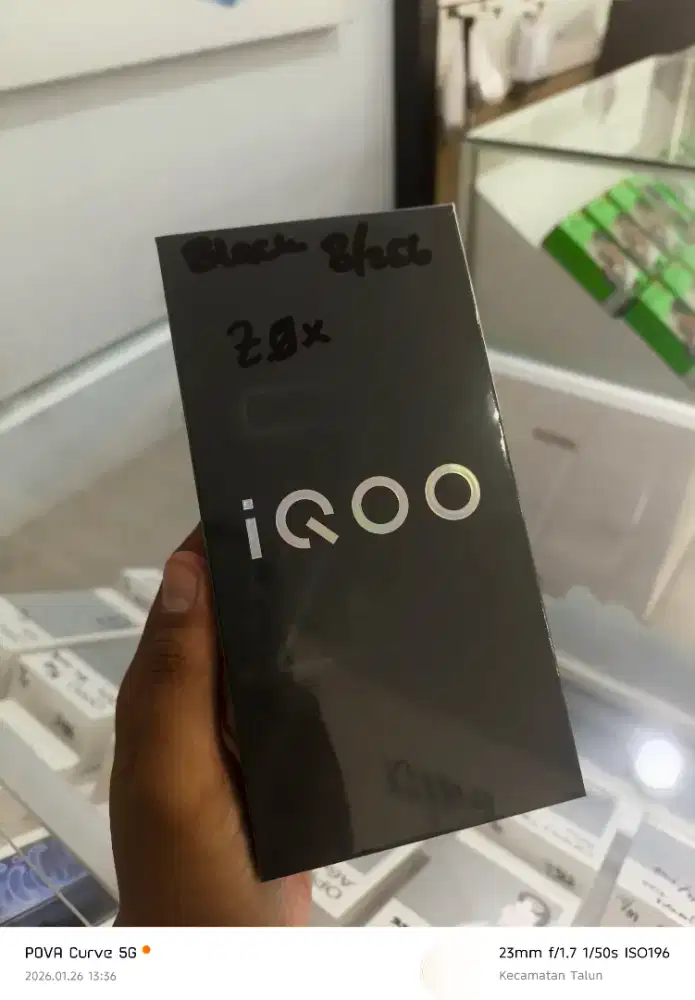 Black 8/256
Z9x
iQOO
POVA Curve 5G
23mm f/1.7 1/50s ISO196
2026.01.26 13:36
Kecamatan Talun